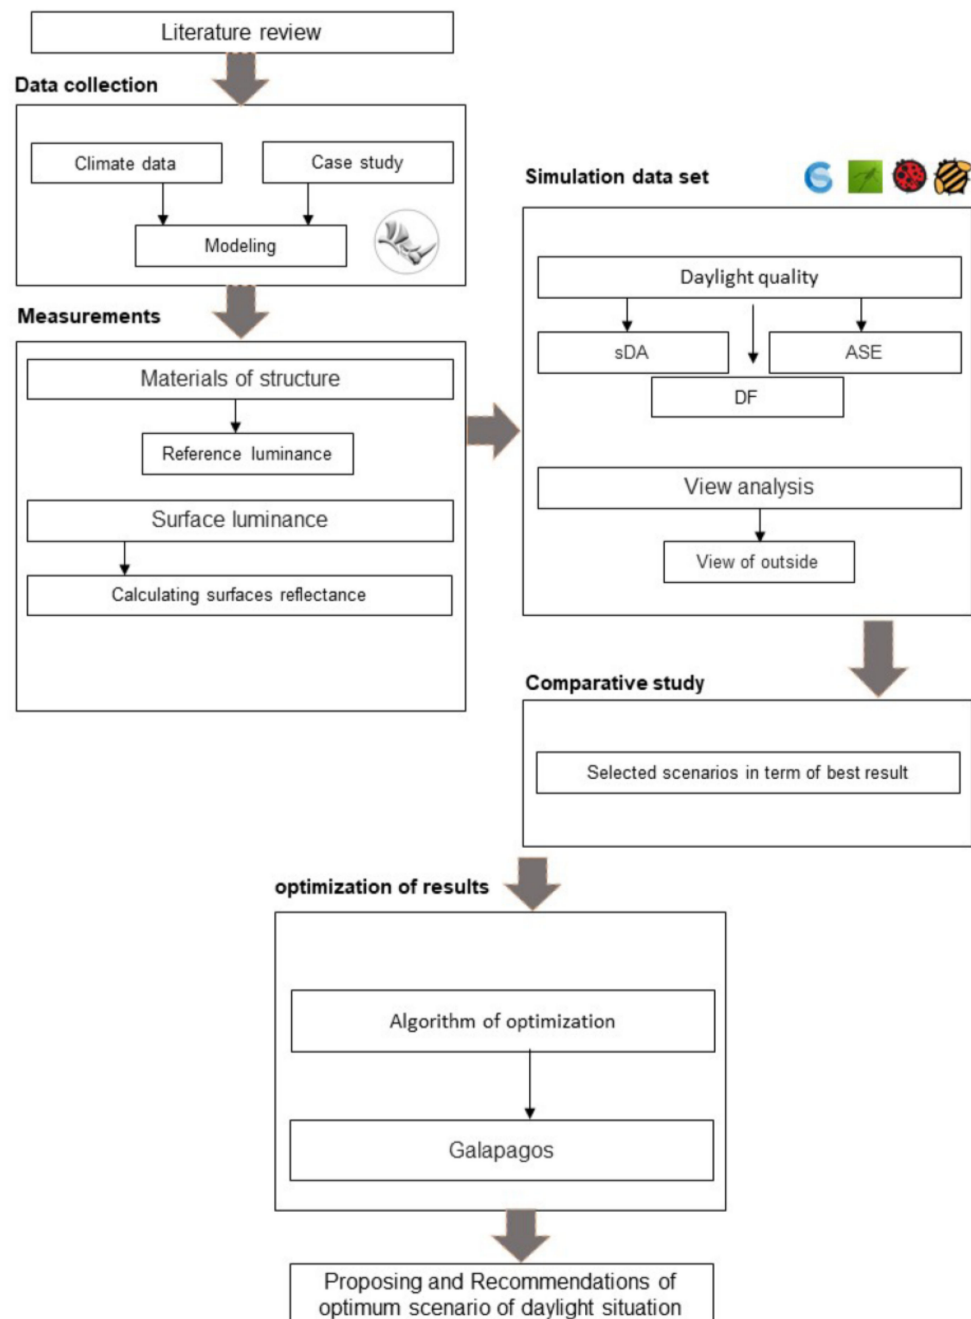 Literature review
Data collection
Climate data
Case study
Modeling
Measurements
Materials of structure
Reference luminance
Surface luminance
Calculating surfaces reflectance
Simulation data set
Daylight quality
sDA
ASE
DF
View analysis
View of outside
Comparative study
Selected scenarios in term of best result
optimization of results
Algorithm of optimization
Galapagos
Proposing and Recommendations of
optimum scenario of daylight situation